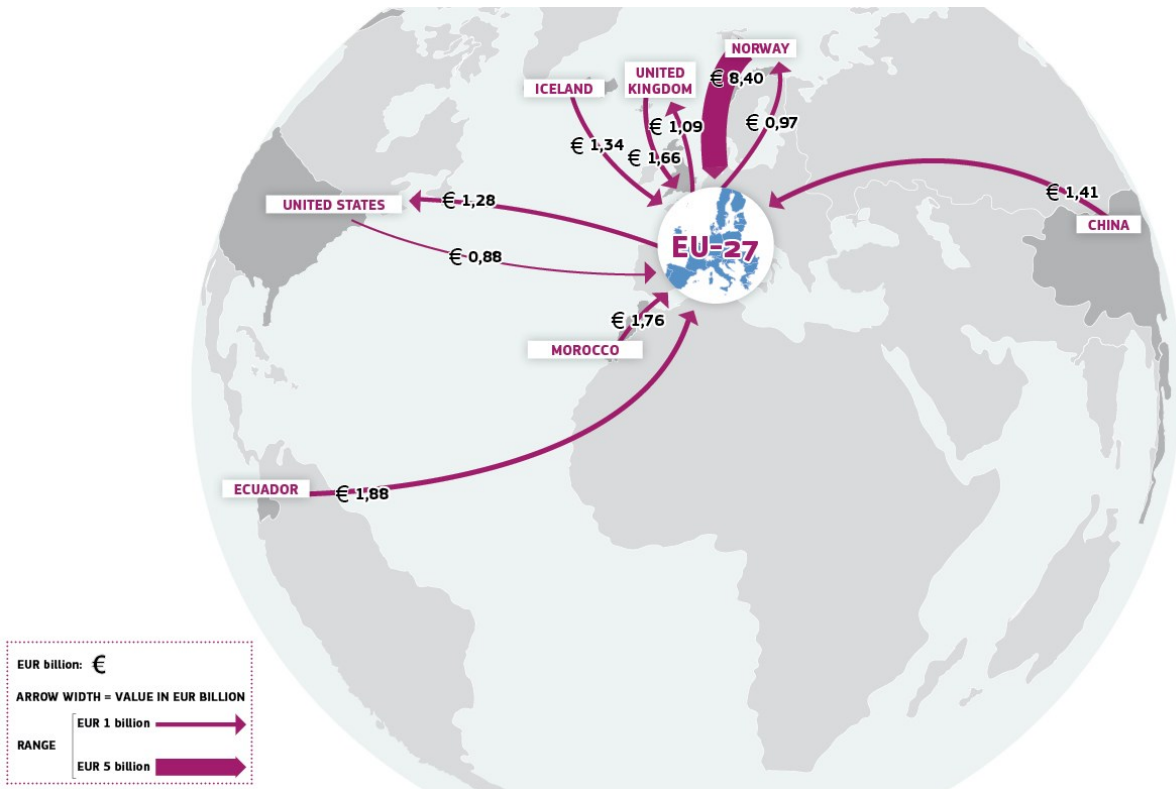 NORWAY
€ 8,40
UNITED
KINGDOM
ICELAND
€ 1,09
€ 0,97
€ 1,34
€ 1,66
€ 1,41
UNITED STATES
€ 1,28
CHINA
EU-27
€ 0,88
€ 1,76
MOROCCO
ECUADOR
€ 1,88
EUR billion: €
ARROW WIDTH = VALUE IN EUR BILLION
EUR 1 billion
RANGE
EUR 5 billion